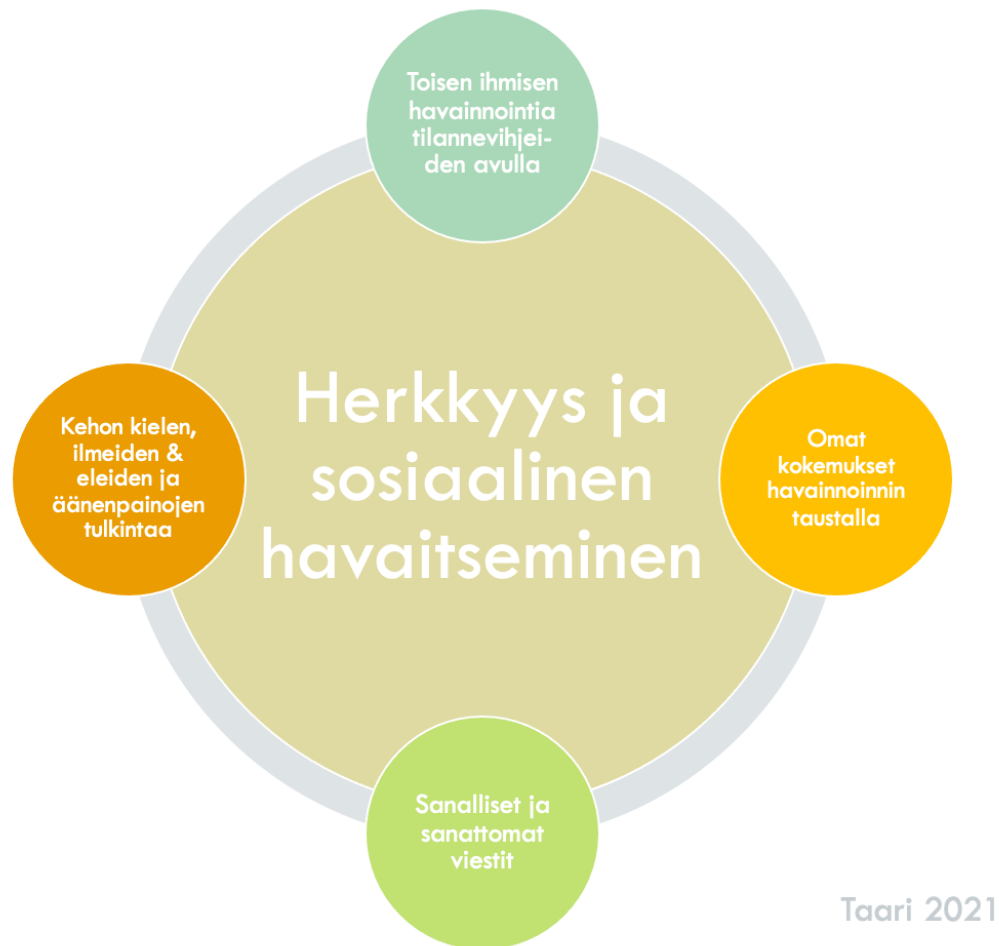 Toisen ihmisen
havainnointia
tilannevihjei-
den avulla
Herkkyys ja
sosiaalinen
havaitseminen
Kehon kielen,
ilmeiden &
eleiden ja
äänenpainojen
tulkintaa
Omat
kokemukset
havainnoinnin
taustalla
Sanalliset ja
sanattomat
viestit
Taari 2021